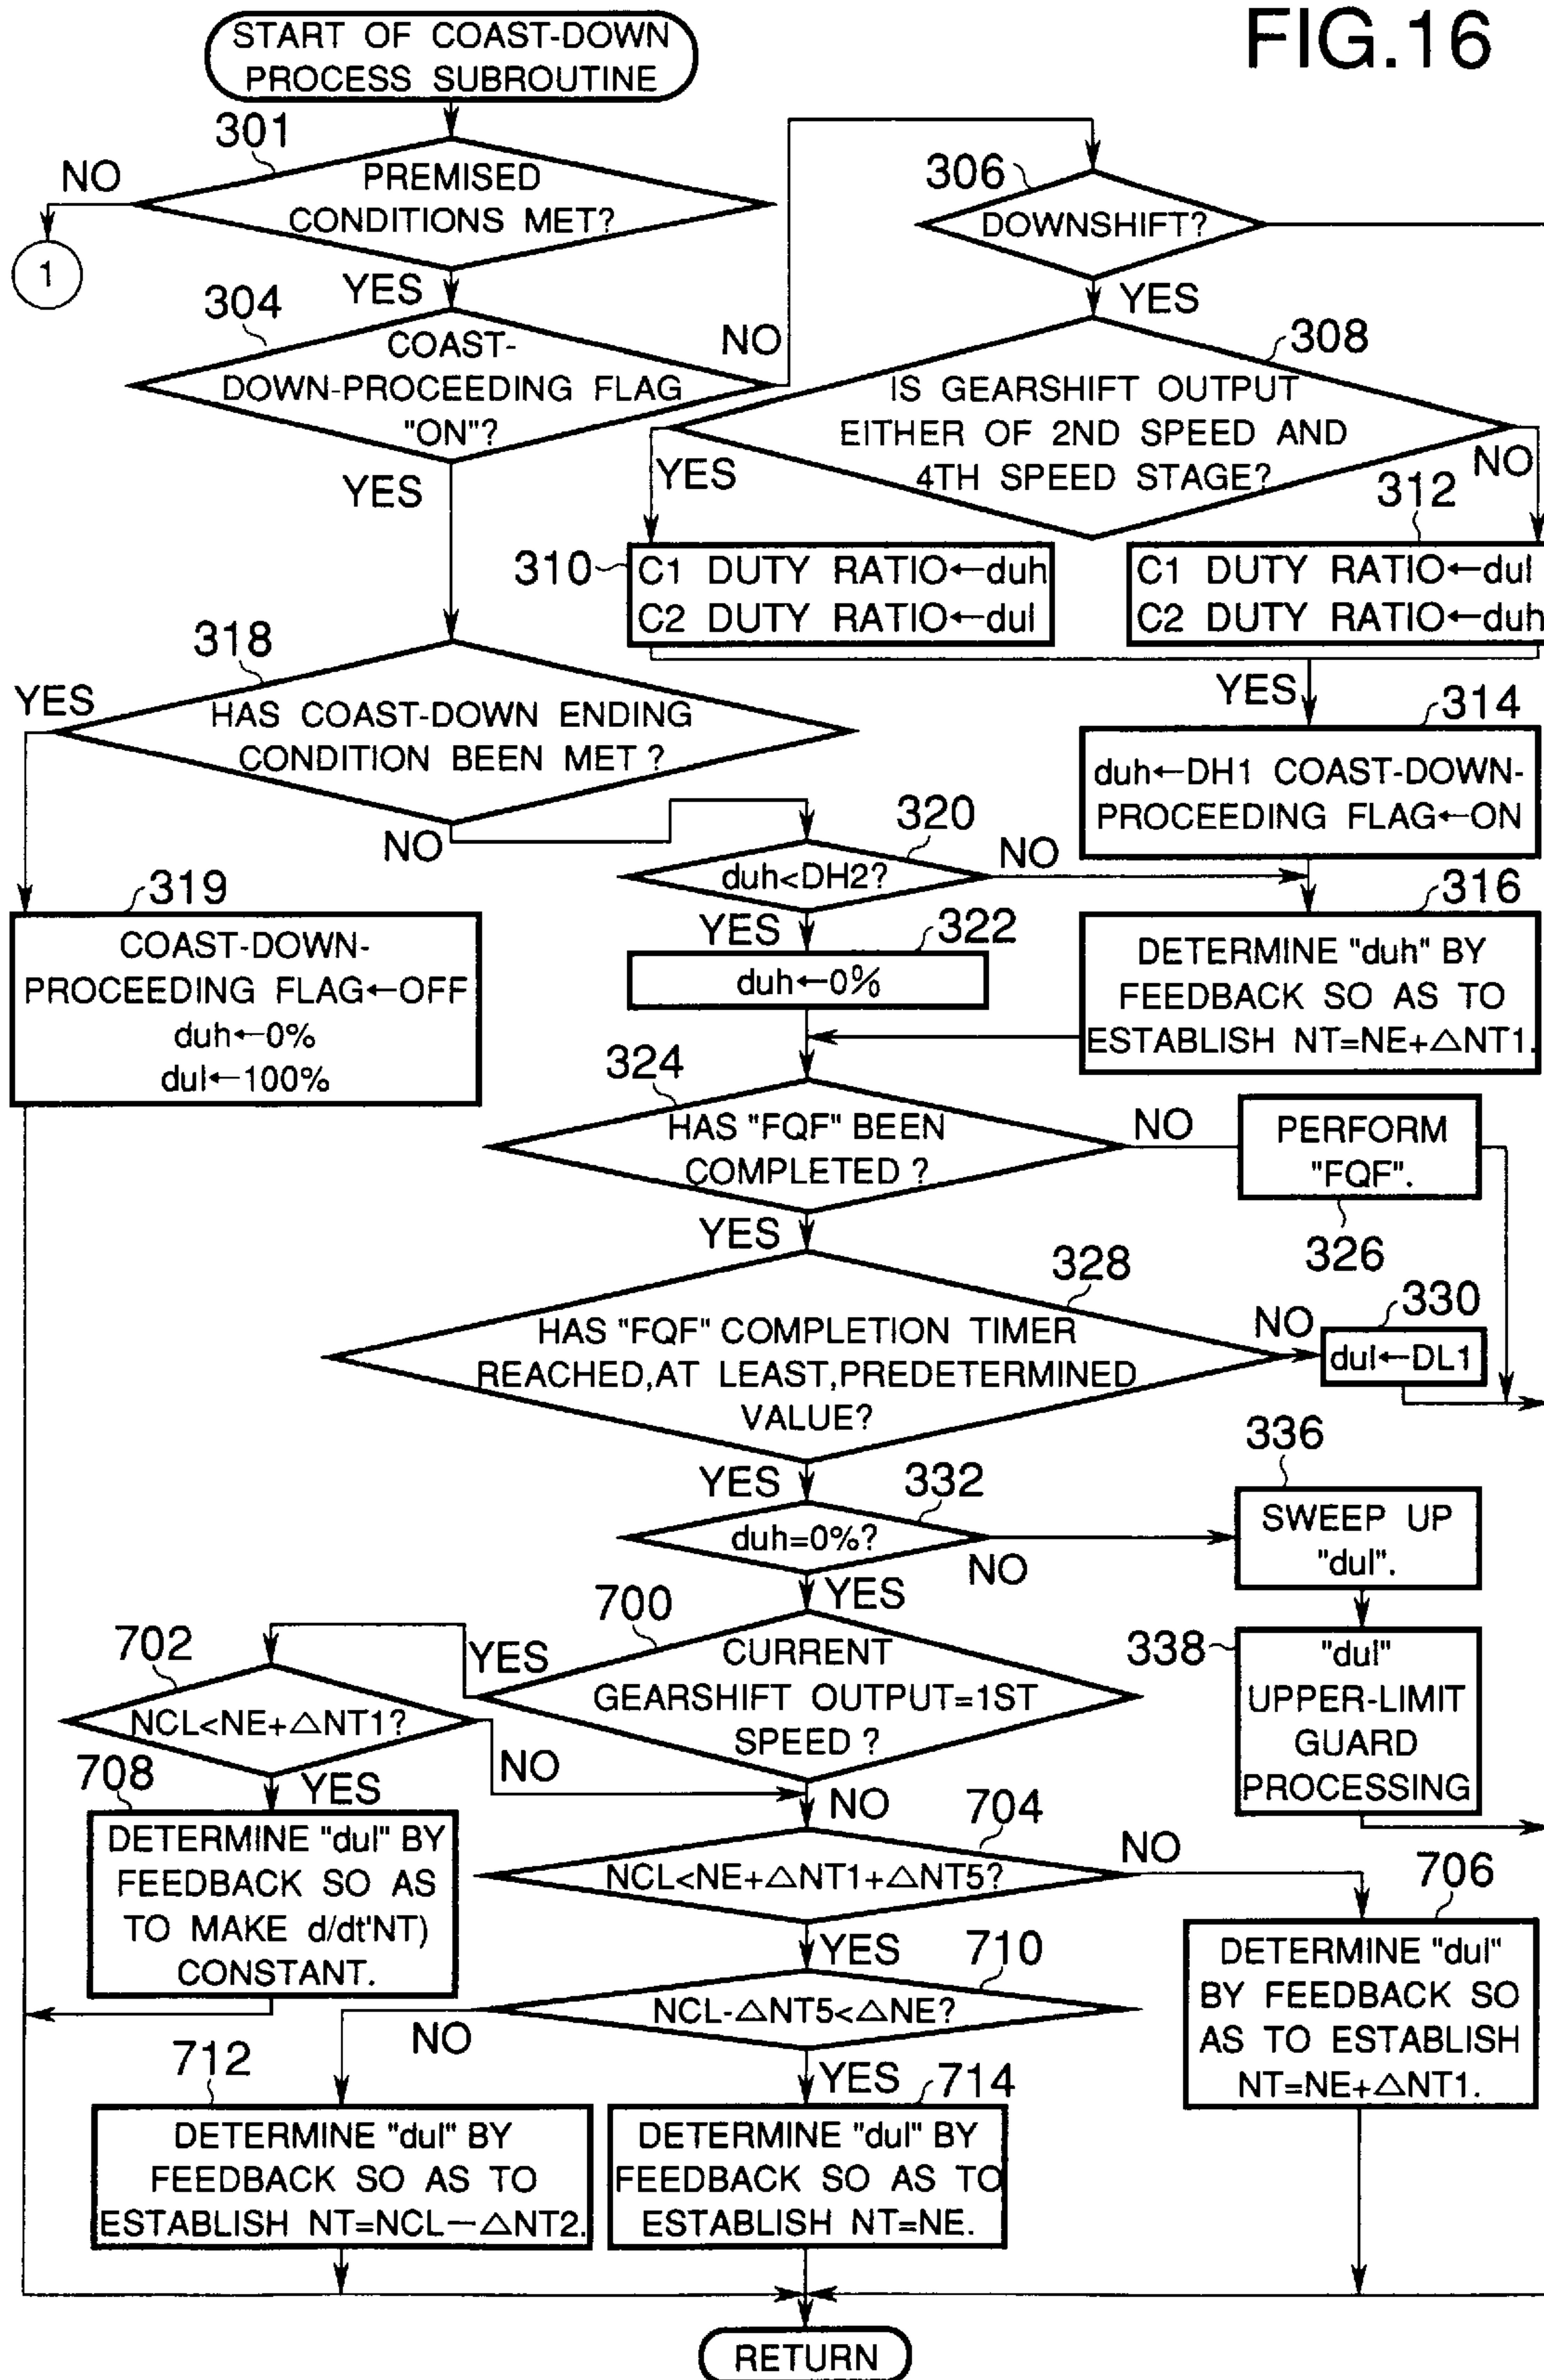 FIG.16
START OF COAST-DOWN
PROCESS SUBROUTINE
301
NO
PREMISED
CONDITIONS MET?
1
YES
304
COAST-
DOWN-PROCEEDING FLAG
"ON"?
NO
YES
306
DOWNSHIFT?
YES
308
IS GEARSHIFT OUTPUT
EITHER OF 2ND SPEED AND
4TH SPEED STAGE?
YES
NO
310
C1 DUTY RATIO←duh
C2 DUTY RATIO←dul
312
C1 DUTY RATIO←dul
C2 DUTY RATIO←duh
YES
314
duh←DH1 COAST-DOWN-
PROCEEDING FLAG←ON
318
YES
HAS COAST-DOWN ENDING
CONDITION BEEN MET ?
NO
320
duh<DH2?
NO
YES
322
duh←0%
316
DETERMINE "duh" BY
FEEDBACK SO AS TO
ESTABLISH NT=NE+△NT1.
319
COAST-DOWN-
PROCEEDING FLAG←OFF
duh←0%
dul←100%
324
HAS "FQF" BEEN
COMPLETED ?
NO
PERFORM
"FQF".
326
YES
328
HAS "FQF" COMPLETION TIMER
REACHED,AT LEAST,PREDETERMINED
VALUE?
NO
330
dul←DL1
YES
332
duh=0%?
NO
336
SWEEP UP
"dul".
338
"dul"
UPPER-LIMIT
GUARD
PROCESSING
YES
700
CURRENT
GEARSHIFT OUTPUT=1ST
SPEED ?
YES
702
NCL<NE+△NT1?
NO
YES
708
DETERMINE "dul" BY
FEEDBACK SO AS
TO MAKE d/dt'NT)
CONSTANT.
NO
704
NCL<NE+△NT1+△NT5?
NO
706
DETERMINE "dul"
BY FEEDBACK SO
AS TO ESTABLISH
NT=NE+△NT1.
YES
710
NCL-△NT5<△NE?
NO
712
DETERMINE "dul" BY
FEEDBACK SO AS TO
ESTABLISH NT=NCL－△NT2.
YES
714
DETERMINE "dul" BY
FEEDBACK SO AS TO
ESTABLISH NT=NE.
RETURN